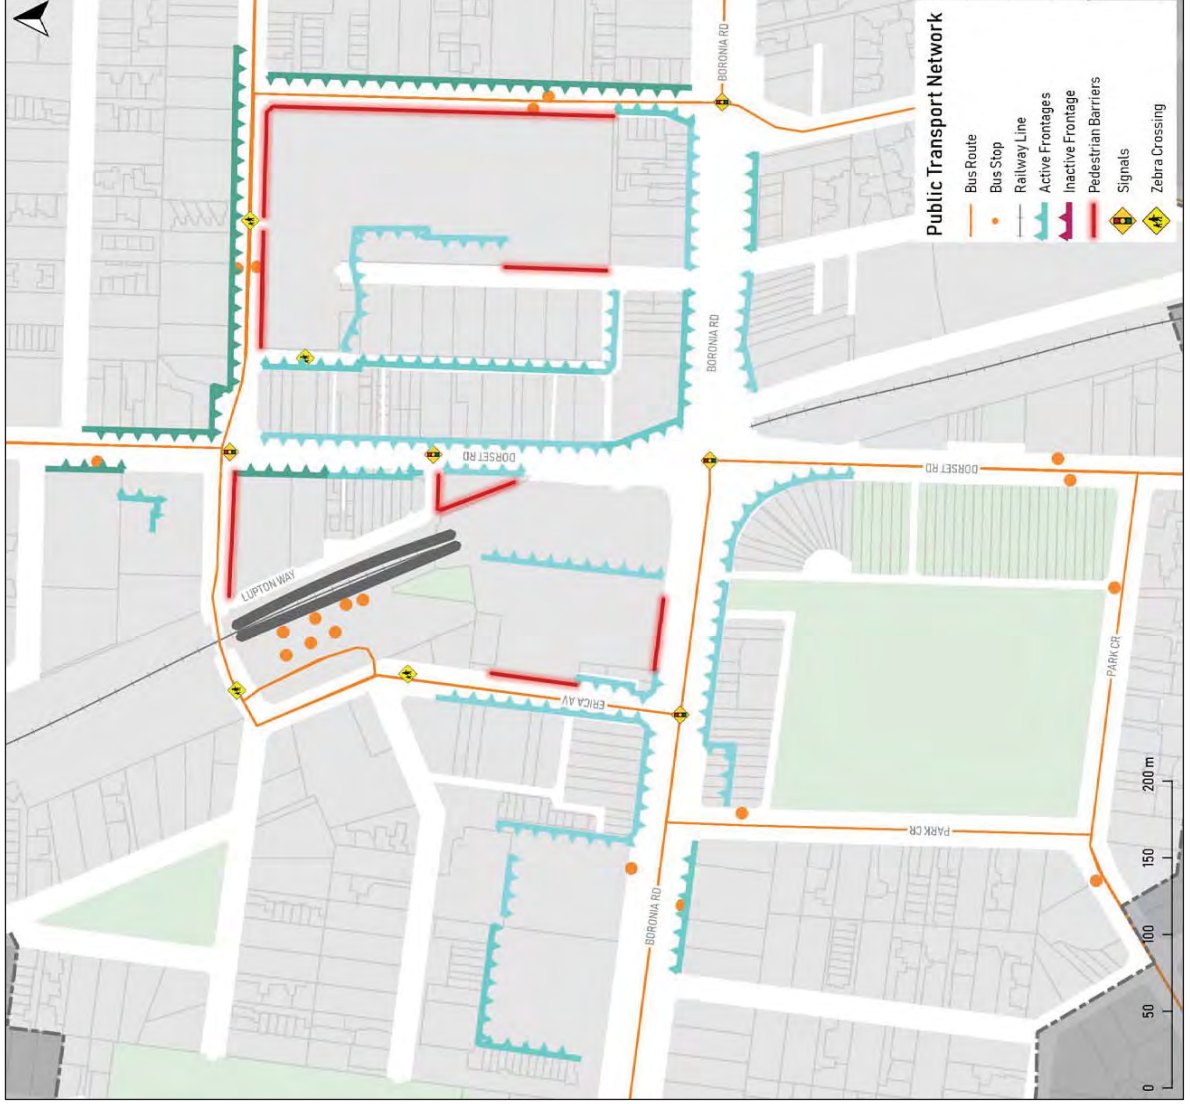 Public Transport Network
Bus Route
Bus Stop
Railway Line
Active Frontages
Inactive Frontage
Pedestrian Barriers
Signals
Zebra Crossing
BORONIA RD
BORONIA RD
BORONIA RD
DORSET RD
DORSET RD
LUPTON WAY
ERICA AV
PARK CR
PARK CR
0 50 100 150 200 m